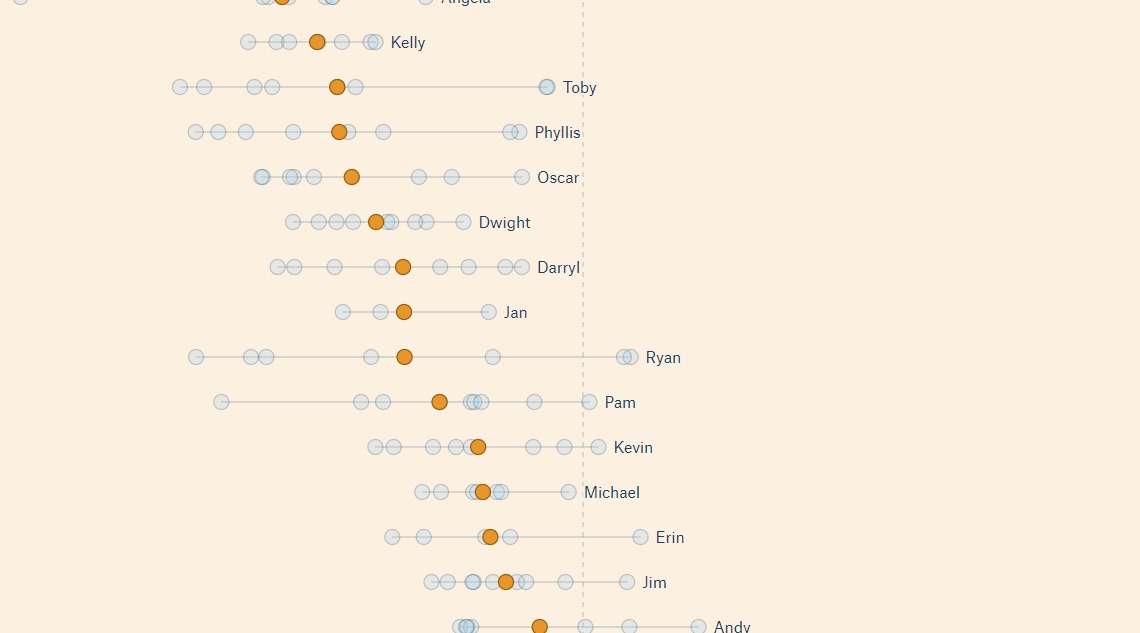 Angela
Kelly
Toby
Phyllis
Oscar
Dwight
Darryl
Jan
Ryan
Pam
Kevin
Michael
Erin
Jim
Andy